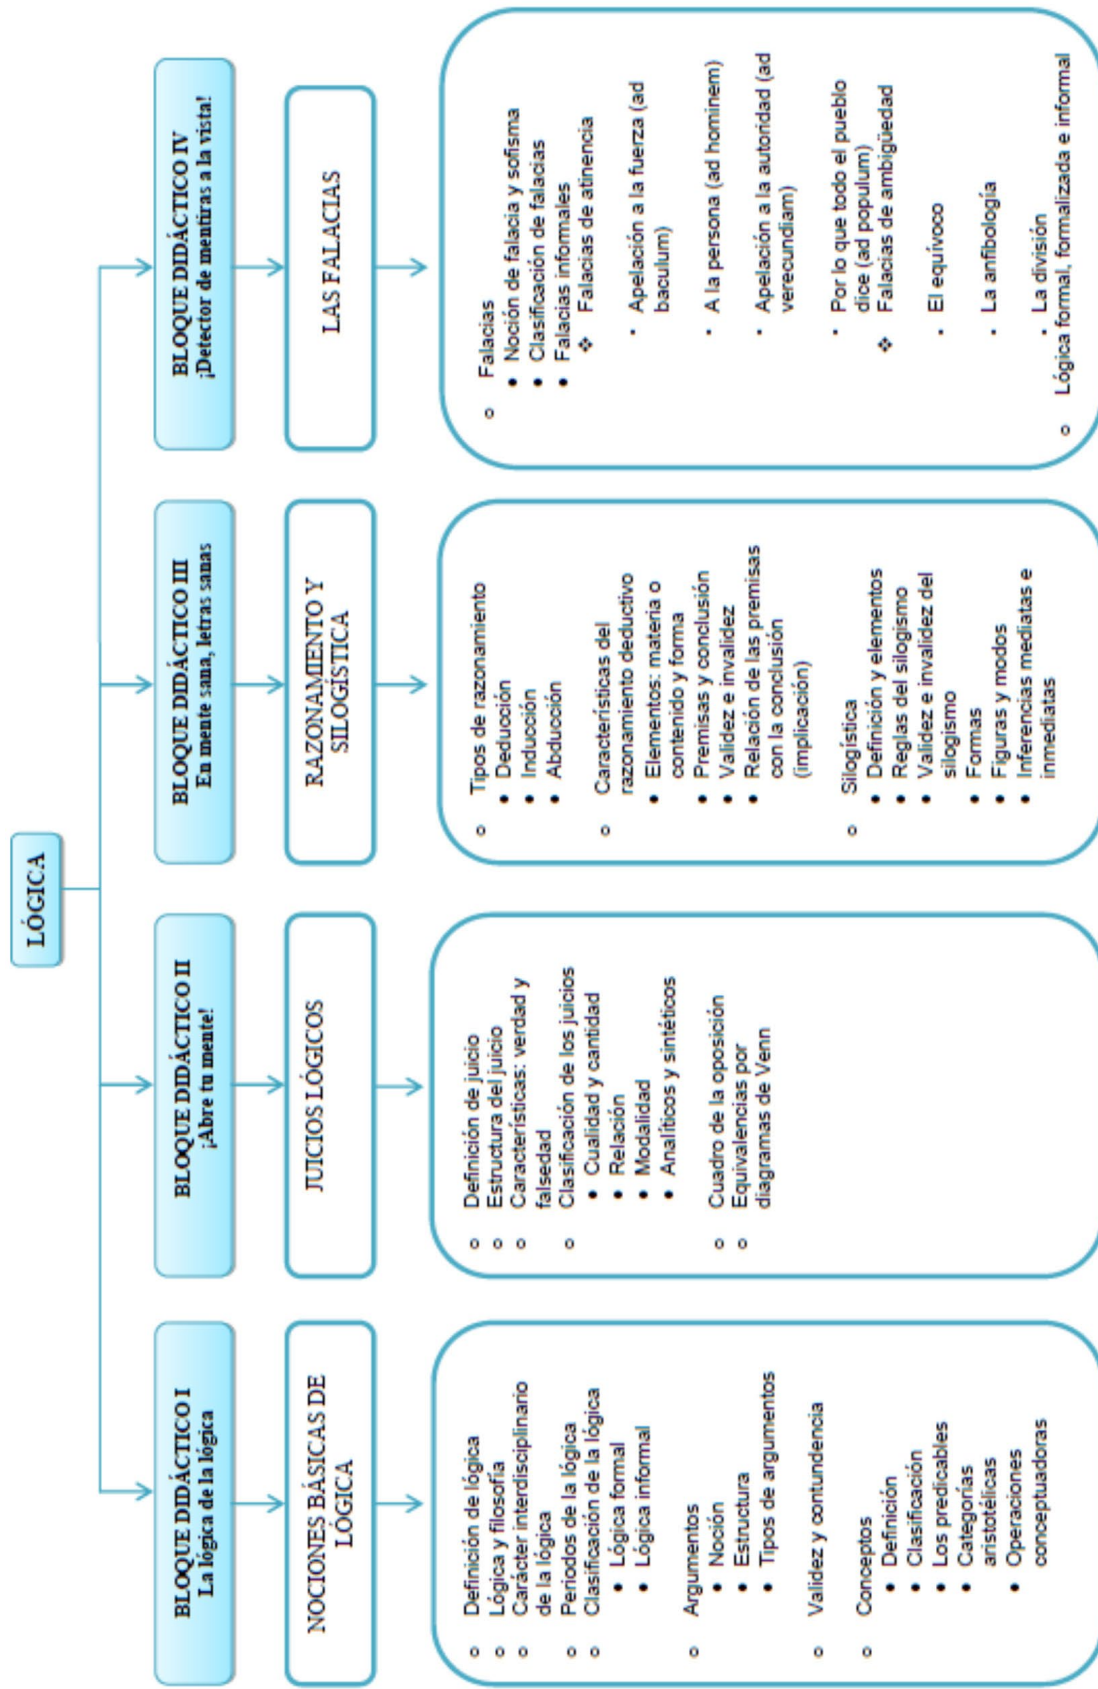 LÓGICA
BLOQUE DIDÁCTICO I
La lógica de la lógica
NOCIONES BÁSICAS DE
LÓGICA
o Definición de lógica
o Lógica y filosofía
o Carácter interdisciplinario
de la lógica
o Periodos de la lógica
o Clasificación de la lógica
• Lógica formal
• Lógica informal
o Argumentos
• Noción
• Estructura
• Tipos de argumentos
o Validez y contundencia
o Conceptos
• Definición
• Clasificación
• Los predicables
• Categorías
aristotélicas
• Operaciones
conceptuadoras
BLOQUE DIDÁCTICO II
¡Abre tu mente!
JUICIOS LÓGICOS
o Definición de juicio
o Estructura del juicio
o Características: verdad y
falsedad
o Clasificación de los juicios
• Cualidad y cantidad
• Relación
• Modalidad
• Analíticos y sintéticos
o Cuadro de la oposición
o Equivalencias por
diagramas de Venn
BLOQUE DIDÁCTICO III
En mente sana, letras sanas
RAZONAMIENTO Y
SILOGÍSTICA
o Tipos de razonamiento
• Deducción
• Inducción
• Abducción
o Características del
razonamiento deductivo
• Elementos: materia o
contenido y forma
• Premisas y conclusión
• Validez e invalidez
• Relación de las premisas
con la conclusión
(implicación)
o Silogística
• Definición y elementos
• Reglas del silogismo
• Validez e invalidez del
silogismo
• Formas
• Figuras y modos
• Inferencias mediatas e
inmediatas
BLOQUE DIDÁCTICO IV
¡Detector de mentiras a la vista!
LAS FALACIAS
o Falacias
• Noción de falacia y sofisma
• Clasificación de falacias
• Falacias informales
❖ Falacias de atinencia
▪ Apelación a la fuerza (ad
baculum)
▪ A la persona (ad hominem)
▪ Apelación a la autoridad (ad
verecundiam)
▪ Por lo que todo el pueblo
dice (ad populum)
❖ Falacias de ambigüedad
▪ El equívoco
▪ La anfibología
▪ La división
o Lógica formal, formalizada e informal